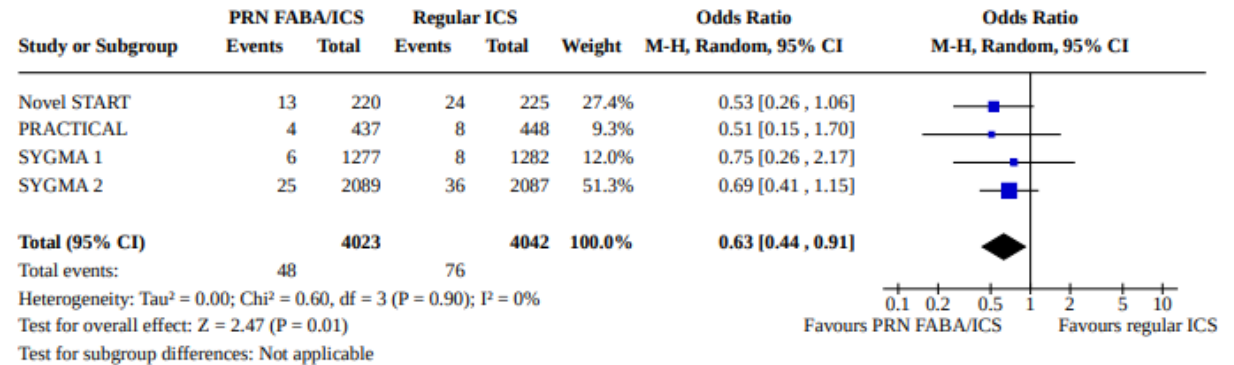 PRN FABA/ICS Regular ICS Odds Ratio Odds Ratio
Study or Subgroup Events Total Events Total Weight M-H, Random, 95% CI M-H, Random, 95% CI
Novel START 13 220 24 225 27.4% 0.53 [0.26 , 1.06]
PRACTICAL 4 437 8 448 9.3% 0.51 [0.15 , 1.70]
SYGMA 1 6 1277 8 1282 12.0% 0.75 [0.26 , 2.17]
SYGMA 2 25 2089 36 2087 51.3% 0.69 [0.41 , 1.15]
Total (95% CI) 4023 4042 100.0% 0.63 [0.44 , 0.91]
Total events: 48 76
Heterogeneity: Tau² = 0.00; Chi² = 0.60, df = 3 (P = 0.90); I² = 0%
0.1 0.2 0.5 1 2 5 10
Test for overall effect: Z = 2.47 (P = 0.01) Favours PRN FABA/ICS Favours regular ICS
Test for subgroup differences: Not applicable